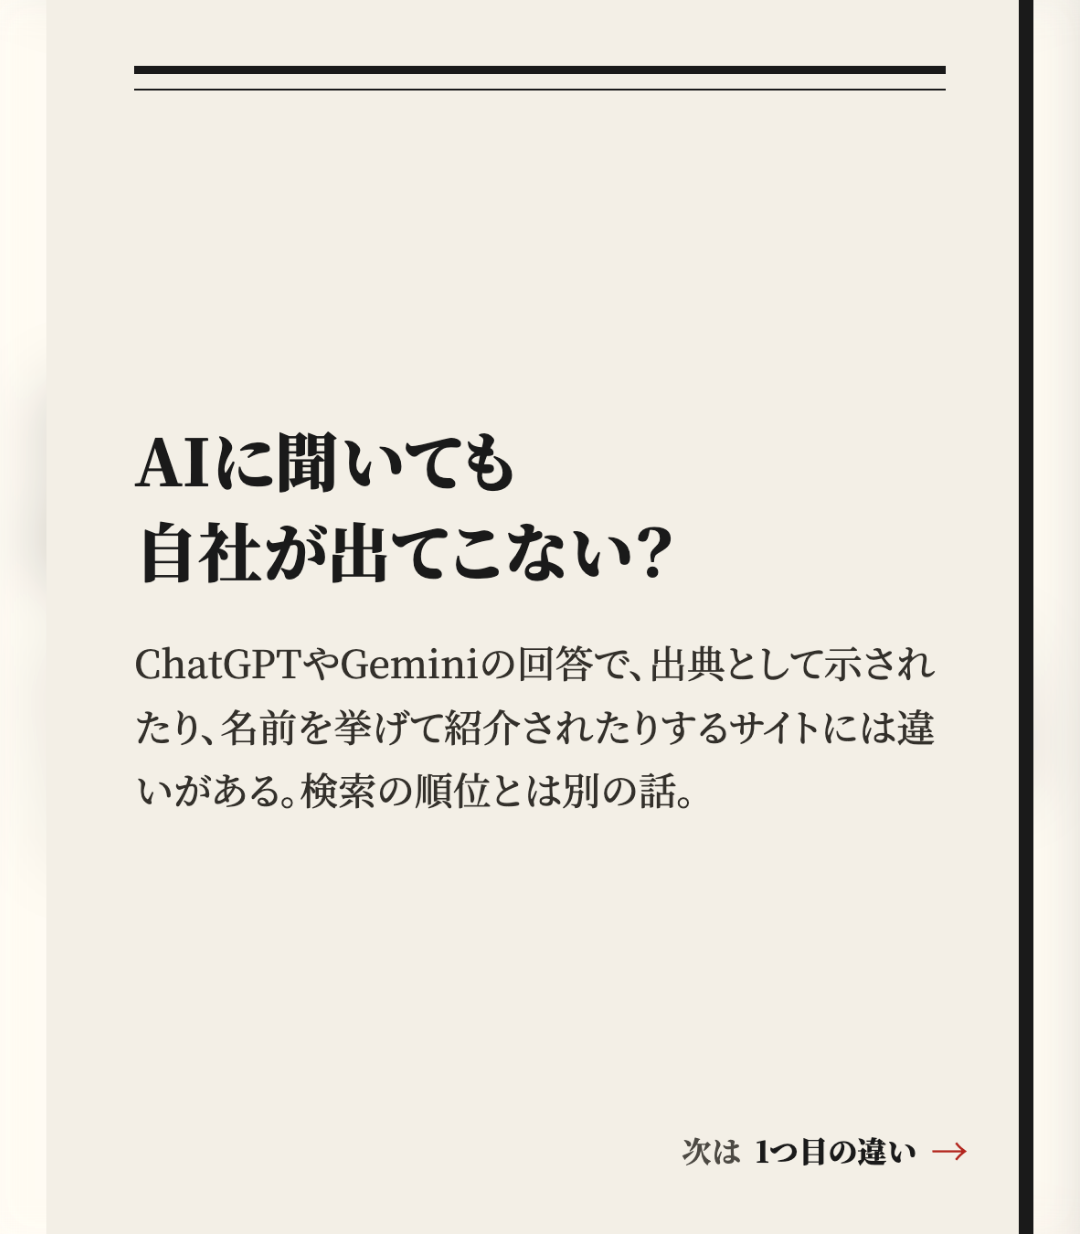 AIに聞いても
自社が出てこない?
ChatGPTやGeminiの回答で、出典として示され
たり、名前を挙げて紹介されたりするサイトには違
いがある。検索の順位とは別の話。
次は 1つ目の違い →